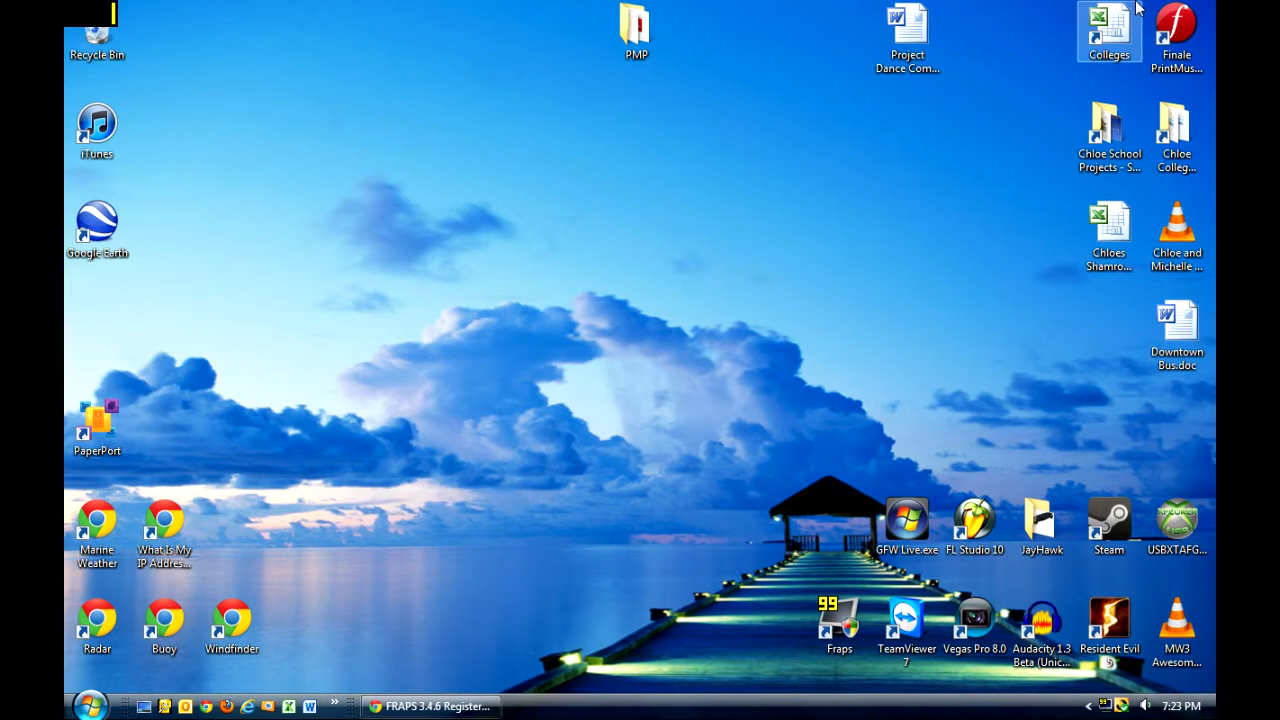 Recycle Bin
PMP
Project
Dance Com...
Colleges
Finale
PrintMus...
iTunes
Chloe School
Projects - S...
Chloe
Colleg...
Google Earth
Chloes
Shamro...
Chloe and
Michelle ...
Downtown
Bus.doc
PaperPort
Marine
Weather
What Is My
IP Addres...
GFW Live.exe
FL Studio 10
JayHawk
Steam
USBXTAFG...
Radar
Buoy
Windfinder
99
Fraps
TeamViewer
7
Vegas Pro 8.0
Audacity 1.3
Beta (Unic...
Resident Evil
5
MW3
Awesom...
FRAPS 3.4.6 Register...
7:23 PM